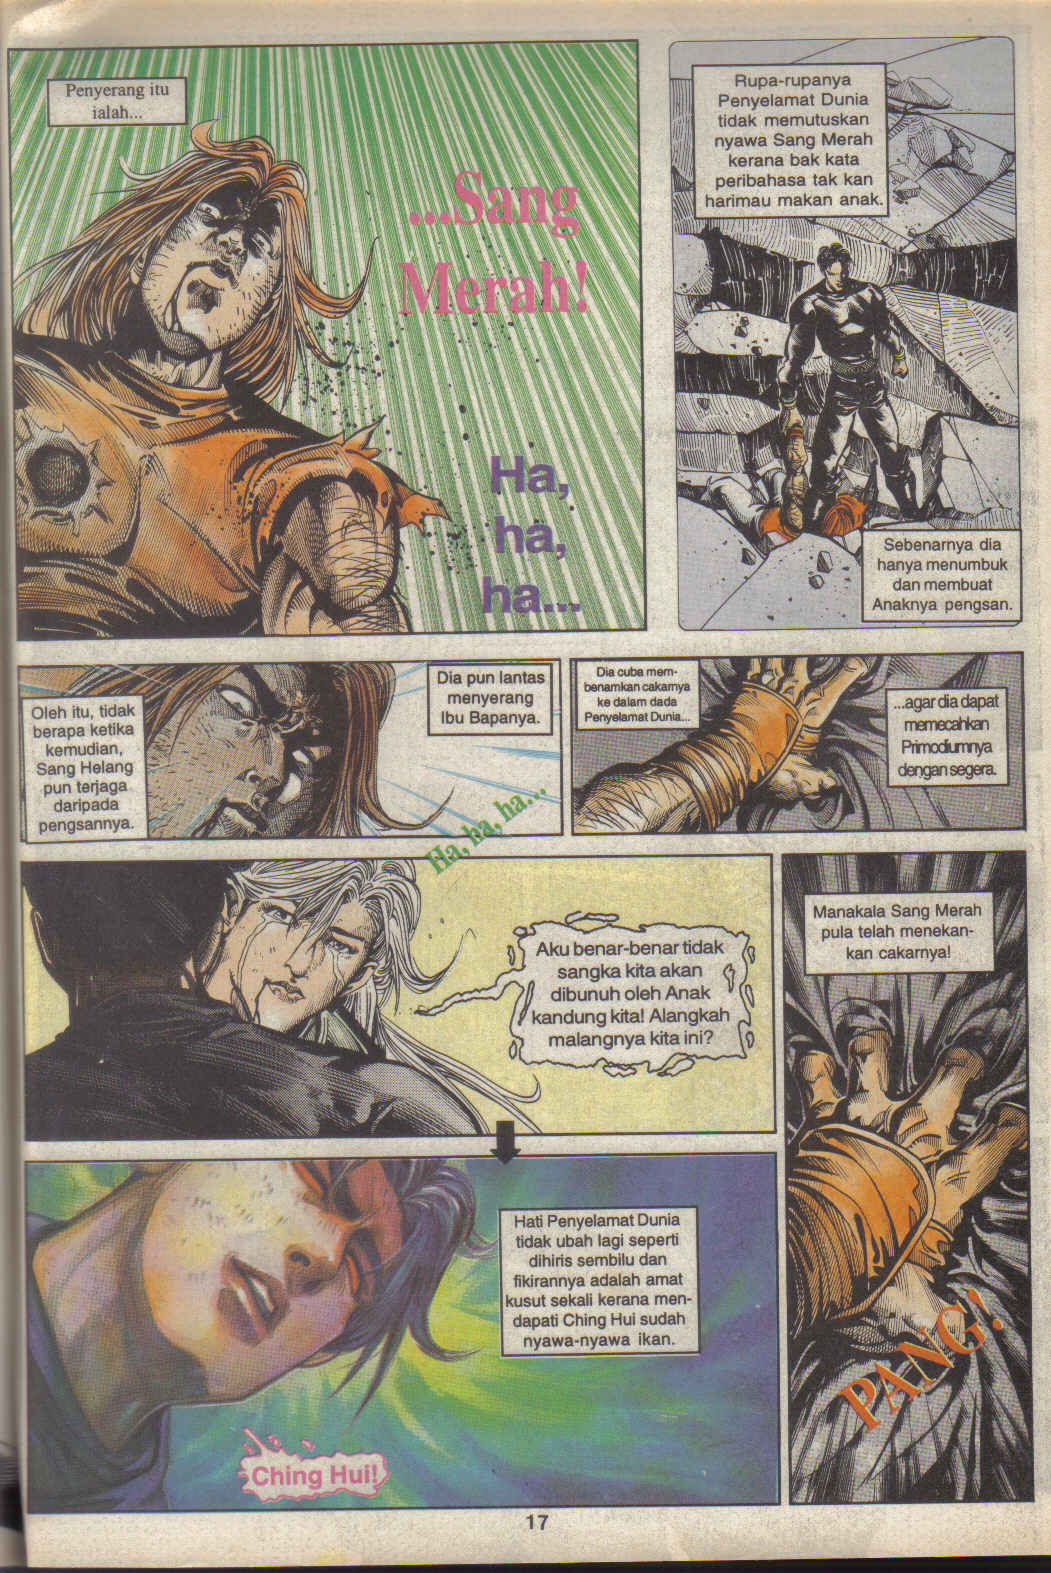 Penyerang itu
ialah...
...Sang
Merah!
Ha,
ha,
ha...
Rupa-rupanya
Penyelamat Dunia
tidak memutuskan
nyawa Sang Merah
kerana bak kata
peribahasa tak kan
harimau makan anak.
Sebenarnya dia
hanya menumbuk
dan membuat
Anaknya pengsan.
Oleh itu, tidak
berapa ketika
kemudian,
Sang Helang
pun terjaga
daripada
pengsannya.
Dia pun lantas
menyerang
Ibu Bapanya.
Ha, ha, ha...
Dia cuba mem-
benamkan cakarnya
ke dalam dada
Penyelamat Dunia...
...agar dia dapat
memecahkan
Primodiumnya
dengan segera.
Aku benar-benar tidak
sangka kita akan
dibunuh oleh Anak
kandung kita! Alangkah
malangnya kita ini?
Manakala Sang Merah
pula telah menekan-
kan cakarnya!
PANG!
Hati Penyelamat Dunia
tidak ubah lagi seperti
dihiris sembilu dan
fikirannya adalah amat
kusut sekali kerana men-
dapati Ching Hui sudah
nyawa-nyawa ikan.
Ching Hui!
17